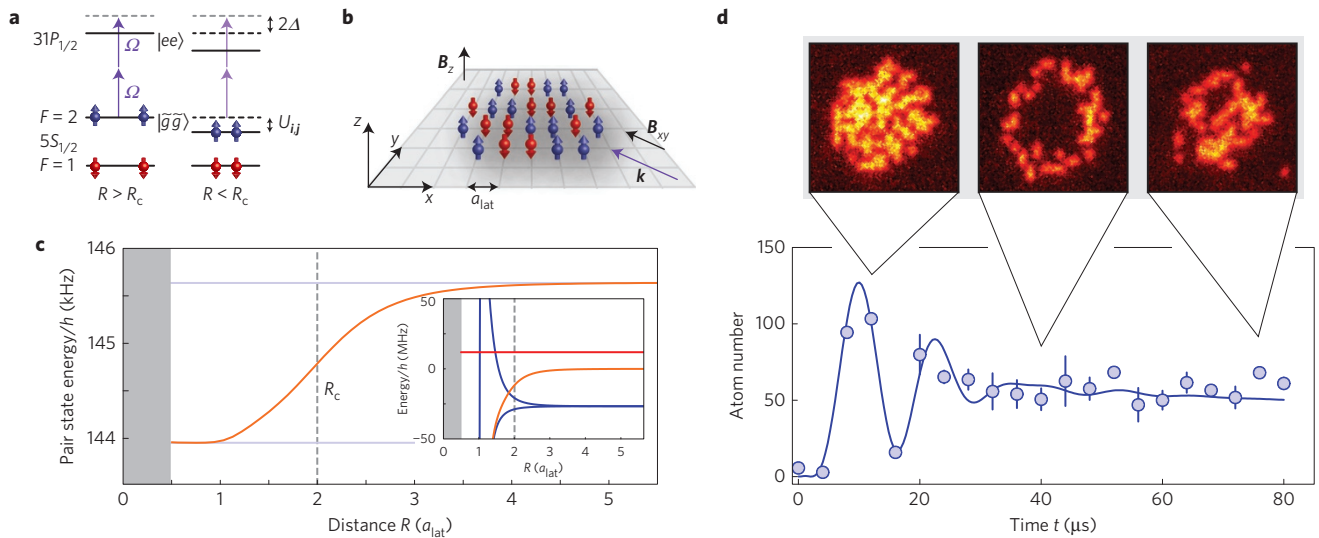 a
31P1/2
Ω
Ω
|ee⟩
2Δ
F = 2
|g̃g̃⟩
Ui,j
5S1/2
F = 1
R > Rc
R < Rc
b
Bz
z
y
x
alat
Bxy
k
c
Pair state energy/h (kHz)
146
145
144
Rc
0
1
2
3
4
5
Distance R (alat)
Energy/h (MHz)
50
0
−50
0
1
2
3
4
5
R (alat)
d
Atom number
150
100
50
0
0
20
40
60
80
Time t (μs)